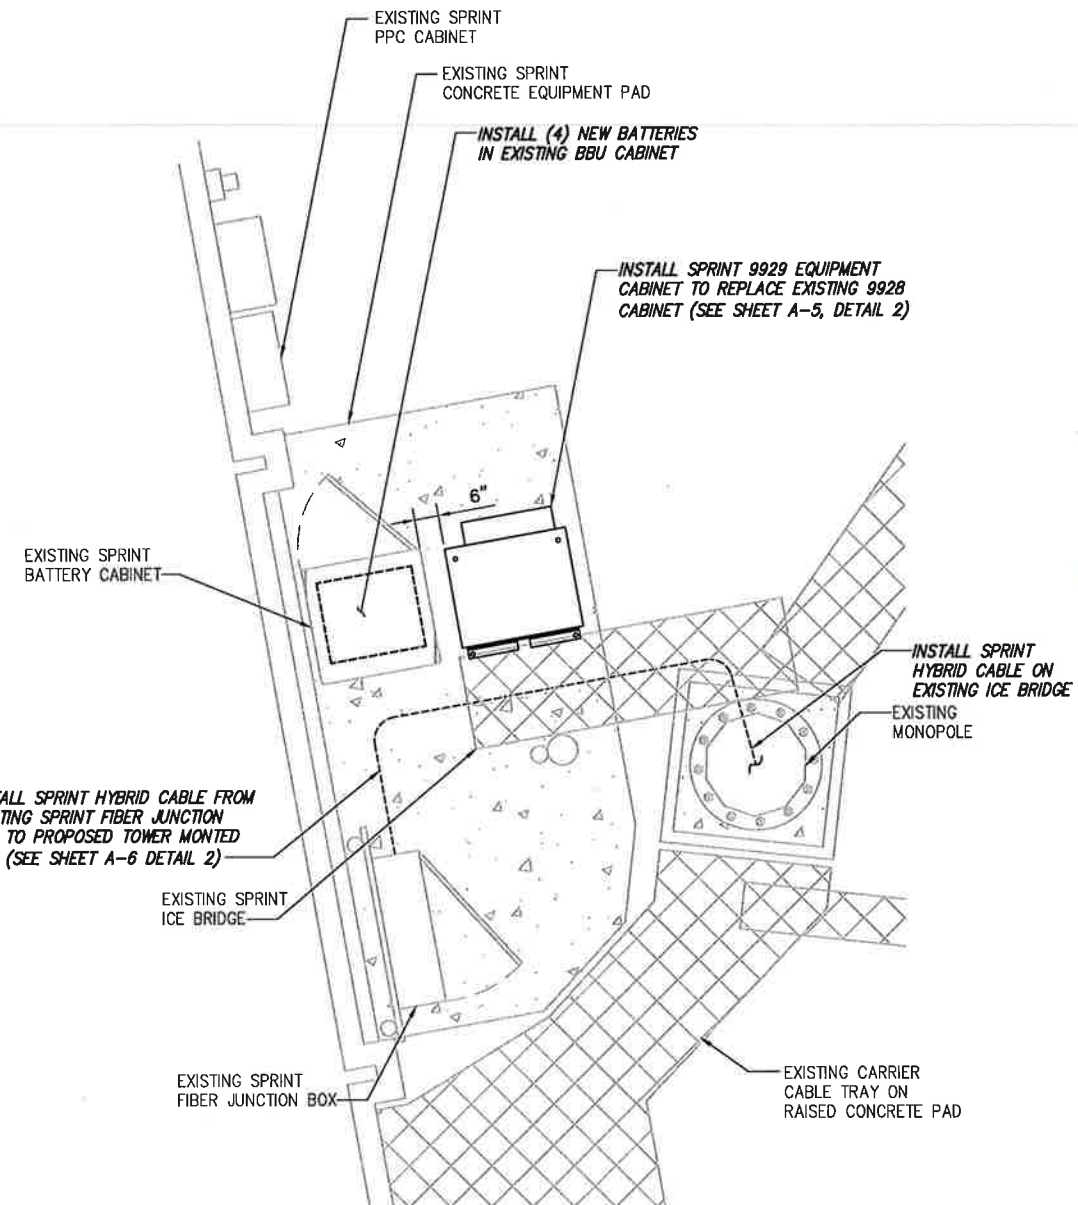 EXISTING SPRINT
PPC CABINET
EXISTING SPRINT
CONCRETE EQUIPMENT PAD
INSTALL (4) NEW BATTERIES
IN EXISTING BBU CABINET
INSTALL SPRINT 9929 EQUIPMENT
CABINET TO REPLACE EXISTING 9928
CABINET (SEE SHEET A-5, DETAIL 2)
6"
EXISTING SPRINT
BATTERY CABINET
INSTALL SPRINT
HYBRID CABLE ON
EXISTING ICE BRIDGE
EXISTING
MONOPOLE
ALL SPRINT HYBRID CABLE FROM
TING SPRINT FIBER JUNCTION
TO PROPOSED TOWER MONTED
(SEE SHEET A-6 DETAIL 2)
EXISTING SPRINT
ICE BRIDGE
EXISTING SPRINT
FIBER JUNCTION BOX
EXISTING CARRIER
CABLE TRAY ON
RAISED CONCRETE PAD